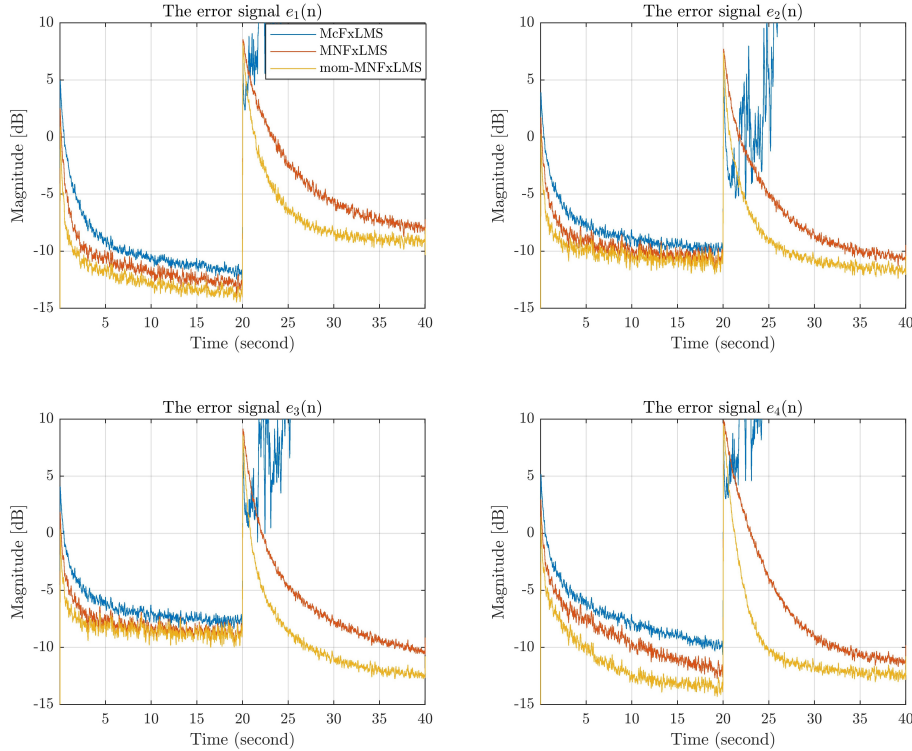 The error signal e₁(n)
10
5
0
-5
-10
-15
Magnitude [dB]
McFxLMS
MNFxLMS
mom-MNFxLMS
5 10 15 20 25 30 35 40
Time (second)
The error signal e₂(n)
10
5
0
-5
-10
-15
Magnitude [dB]
5 10 15 20 25 30 35 40
Time (second)
The error signal e₃(n)
10
5
0
-5
-10
-15
Magnitude [dB]
5 10 15 20 25 30 35 40
Time (second)
The error signal e₄(n)
10
5
0
-5
-10
-15
Magnitude [dB]
5 10 15 20 25 30 35 40
Time (second)